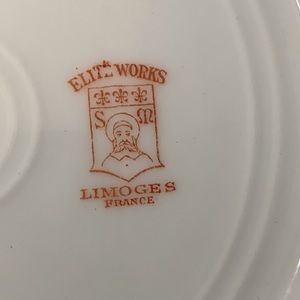 ELITE WORKS
S M
LIMOGES
FRANCE